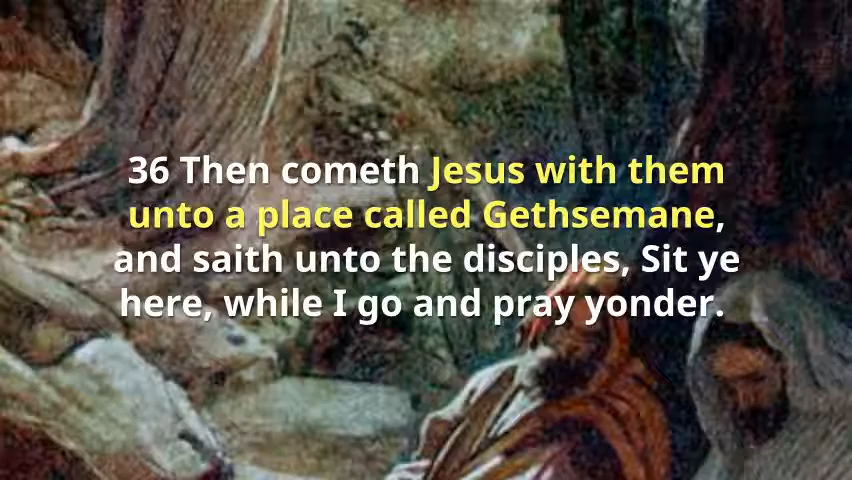 36 Then cometh Jesus with them
unto a place called Gethsemane,
and saith unto the disciples, Sit ye
here, while I go and pray yonder.